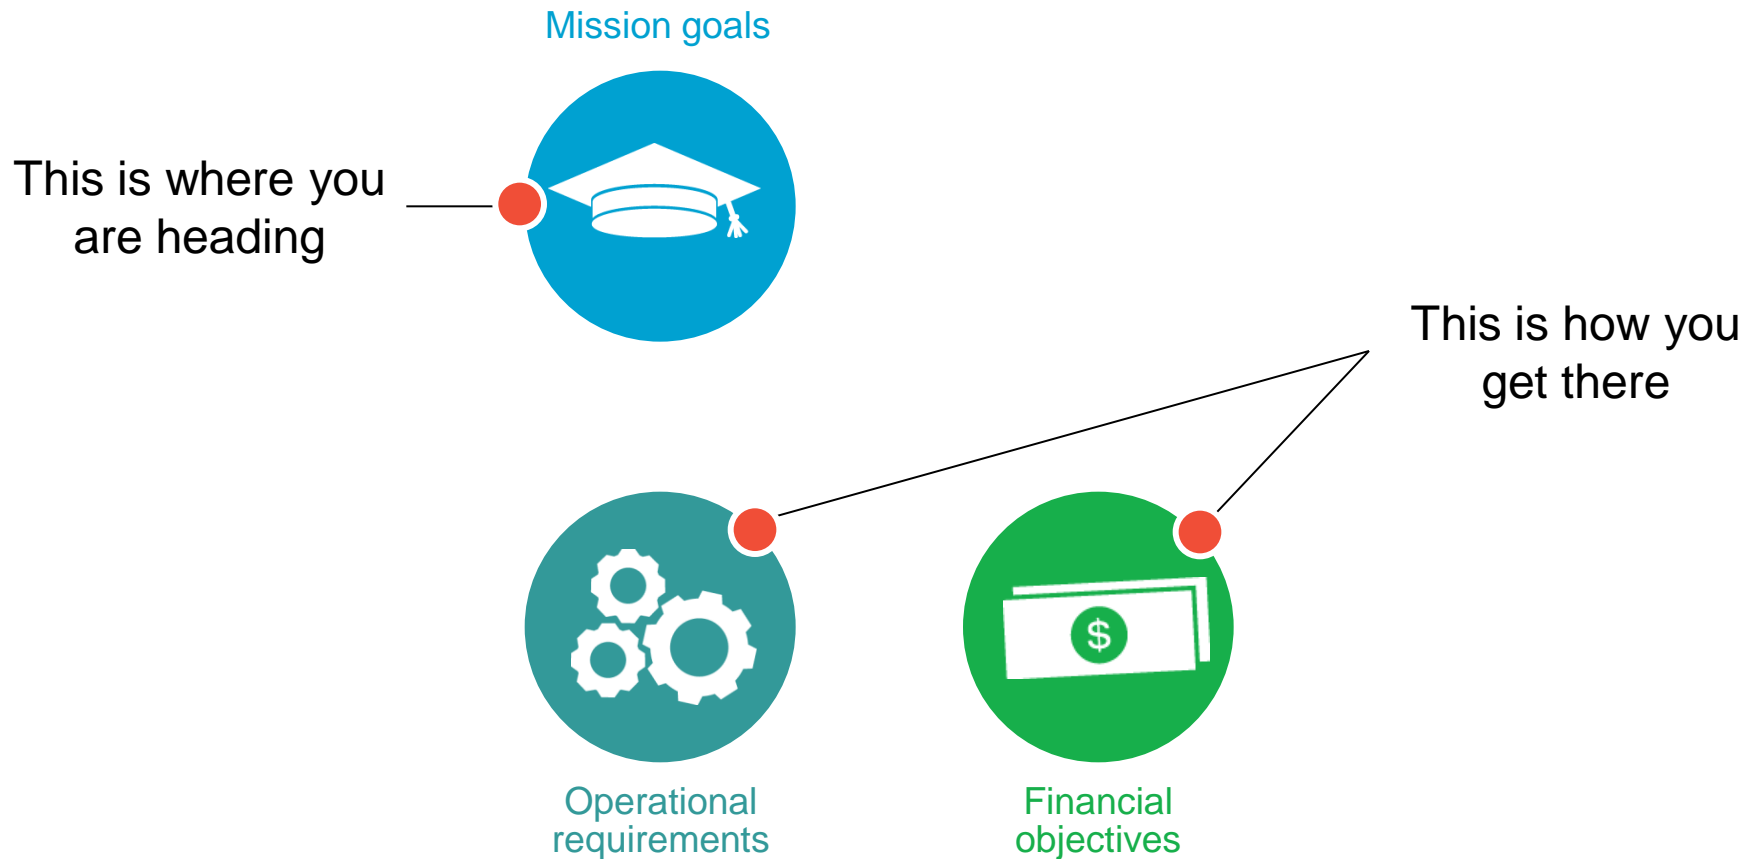 Mission goals
This is where you
are heading
This is how you
get there
$
Operational
requirements
Financial
objectives